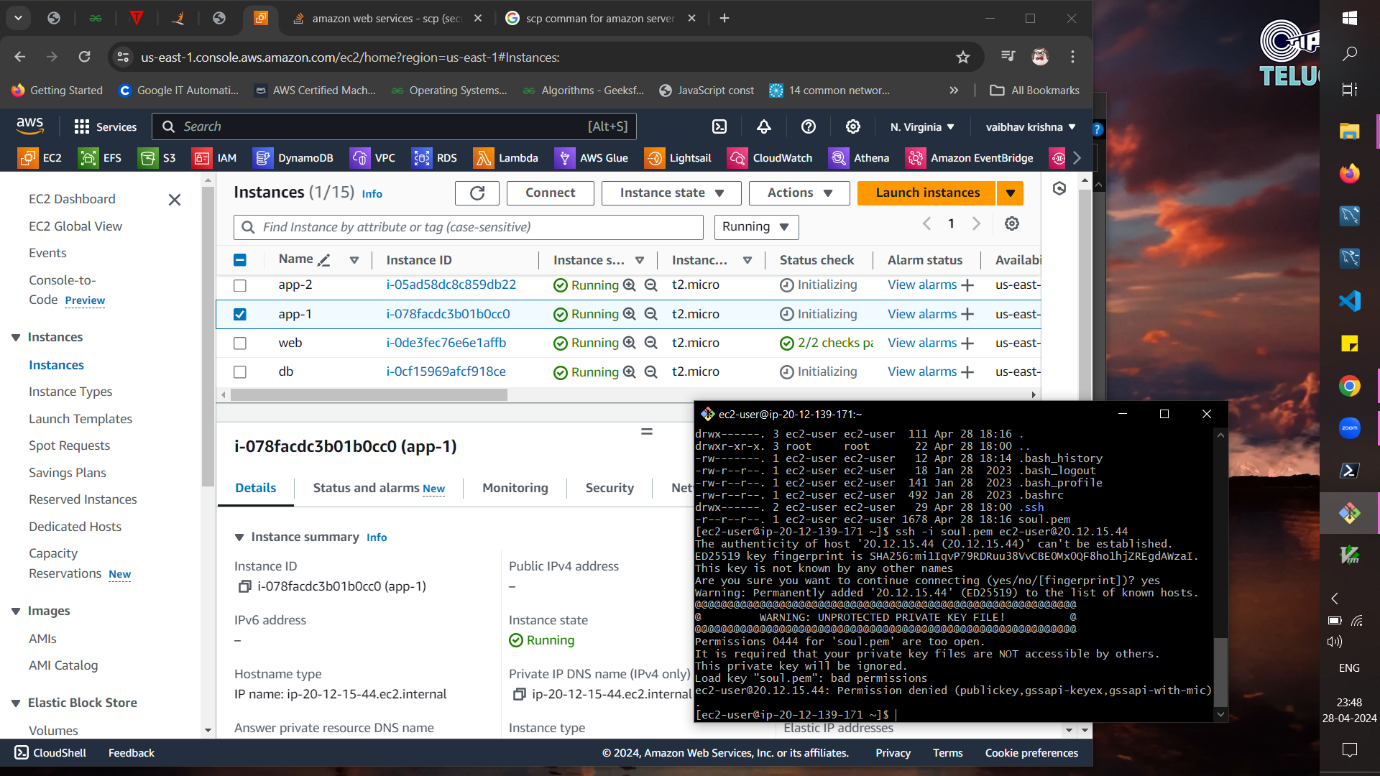 amazon web services - scp (sec
scp comman for amazon server
us-east-1.console.aws.amazon.com/ec2/home?region=us-east-1#Instances:
Getting Started
Google IT Automati...
AWS Certified Mach...
Operating Systems...
Algorithms - Geeksf...
JavaScript const
14 common networ...
All Bookmarks
aws
Services
Search
[Alt+S]
N. Virginia
vaibhav krishna
EC2
EFS
S3
IAM
DynamoDB
VPC
RDS
Lambda
AWS Glue
Lightsail
CloudWatch
Athena
Amazon EventBridge
EC2 Dashboard
EC2 Global View
Events
Console-to-
Code Preview
Instances
Instances
Instance Types
Launch Templates
Spot Requests
Savings Plans
Reserved Instances
Dedicated Hosts
Capacity
Reservations New
Images
AMIs
AMI Catalog
Elastic Block Store
Volumes
Instances (1/15) Info
Connect
Instance state
Actions
Launch instances
Find Instance by attribute or tag (case-sensitive)
Running
1
Name
Instance ID
Instance s...
Instanc...
Status check
Alarm status
Availabi
app-2 i-05ad58dc8c859db22 Running t2.micro Initializing View alarms + us-east-
app-1 i-078facdc3b01b0cc0 Running t2.micro Initializing View alarms + us-east-
web i-0de3fec76e6e1affb Running t2.micro 2/2 checks pa View alarms + us-east-
db i-0cf15969afcf918ce Running t2.micro Initializing View alarms + us-east-
i-078facdc3b01b0cc0 (app-1)
Details
Status and alarms New
Monitoring
Security
Net
Instance summary Info
Instance ID
i-078facdc3b01b0cc0 (app-1)
Public IPv4 address
–
IPv6 address
–
Instance state
Running
Hostname type
IP name: ip-20-12-15-44.ec2.internal
Private IP DNS name (IPv4 only)
ip-20-12-15-44.ec2.internal
Answer private resource DNS name
Instance type
Elastic IP addresses
ec2-user@ip-20-12-139-171:~
drwx------. 3 ec2-user ec2-user 111 Apr 28 18:16 .
drwxr-xr-x. 3 root root 22 Apr 28 18:00 ..
-rw-------. 1 ec2-user ec2-user 12 Apr 28 18:14 .bash_history
-rw-r--r--. 1 ec2-user ec2-user 18 Jan 28 2023 .bash_logout
-rw-r--r--. 1 ec2-user ec2-user 141 Jan 28 2023 .bash_profile
-rw-r--r--. 1 ec2-user ec2-user 492 Jan 28 2023 .bashrc
drwx------. 2 ec2-user ec2-user 29 Apr 28 18:00 .ssh
-r--r--r--. 1 ec2-user ec2-user 1678 Apr 28 18:16 soul.pem
[ec2-user@ip-20-12-139-171 ~]$ ssh -i soul.pem ec2-user@20.12.15.44
The authenticity of host '20.12.15.44 (20.12.15.44)' can't be established.
ED25519 key fingerprint is SHA256:mi1IqvP79RDRuu38VvCBEOMxOQF8ho1hjZREgdAWzaI.
This key is not known by any other names
Are you sure you want to continue connecting (yes/no/[fingerprint])? yes
Warning: Permanently added '20.12.15.44' (ED25519) to the list of known hosts.
@@@@@@@@@@@@@@@@@@@@@@@@@@@@@@@@@@@@@@@@@@@@@@@@@@@@@@@@@@@
@ WARNING: UNPROTECTED PRIVATE KEY FILE! @
@@@@@@@@@@@@@@@@@@@@@@@@@@@@@@@@@@@@@@@@@@@@@@@@@@@@@@@@@@@
Permissions 0444 for 'soul.pem' are too open.
It is required that your private key files are NOT accessible by others.
This private key will be ignored.
Load key "soul.pem": bad permissions
ec2-user@20.12.15.44: Permission denied (publickey,gssapi-keyex,gssapi-with-mic)
.
[ec2-user@ip-20-12-139-171 ~]$
CloudShell
Feedback
© 2024, Amazon Web Services, Inc. or its affiliates.
Privacy
Terms
Cookie preferences
TELU
zoom
ENG
23:48
28-04-2024